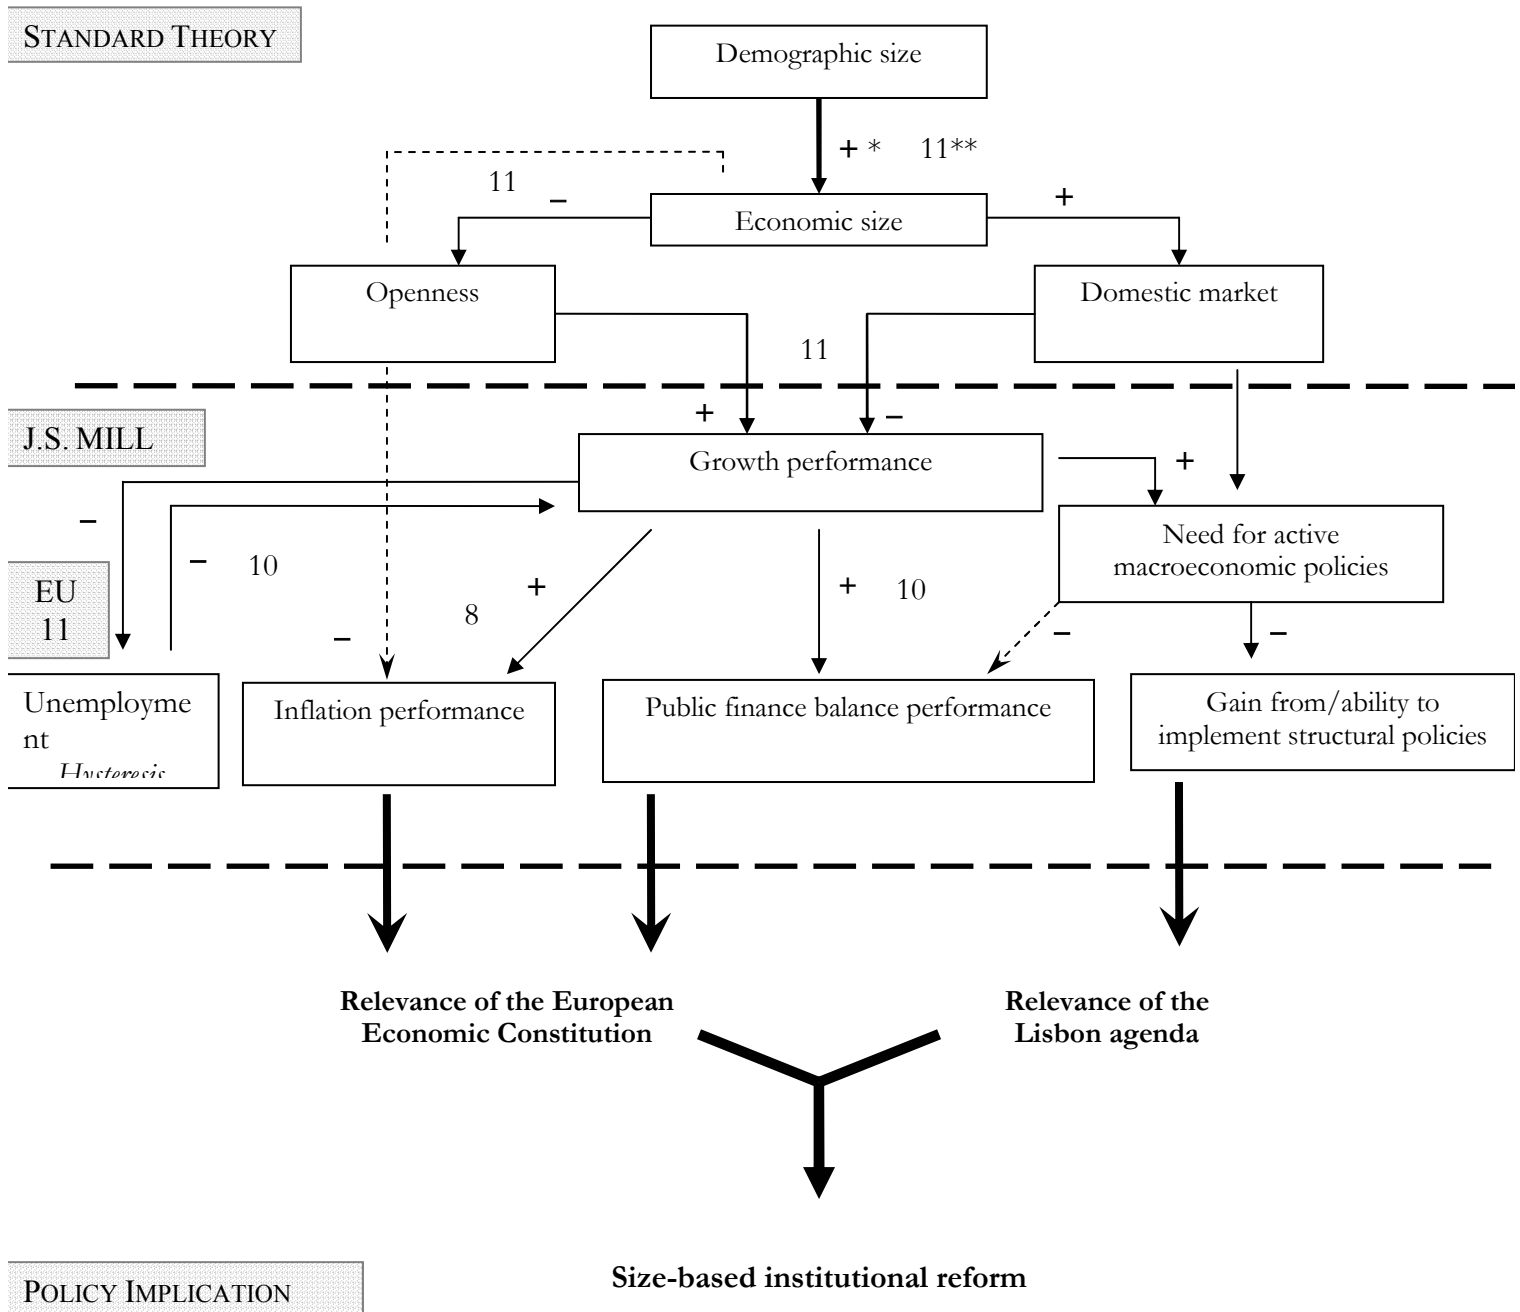 STANDARD THEORY
Demographic size
+ * 11**
11
−
Economic size
+
Openness
Domestic market
11
+
−
J.S. MILL
Growth performance
+
−
−
10
+
8
+
10
Need for active
macroeconomic policies
EU
11
−
−
−
Unemployme
nt
Hysteresis
Inflation performance
Public finance balance performance
Gain from/ability to
implement structural policies
Relevance of the European
Economic Constitution
Relevance of the
Lisbon agenda
Size-based institutional reform
POLICY IMPLICATION